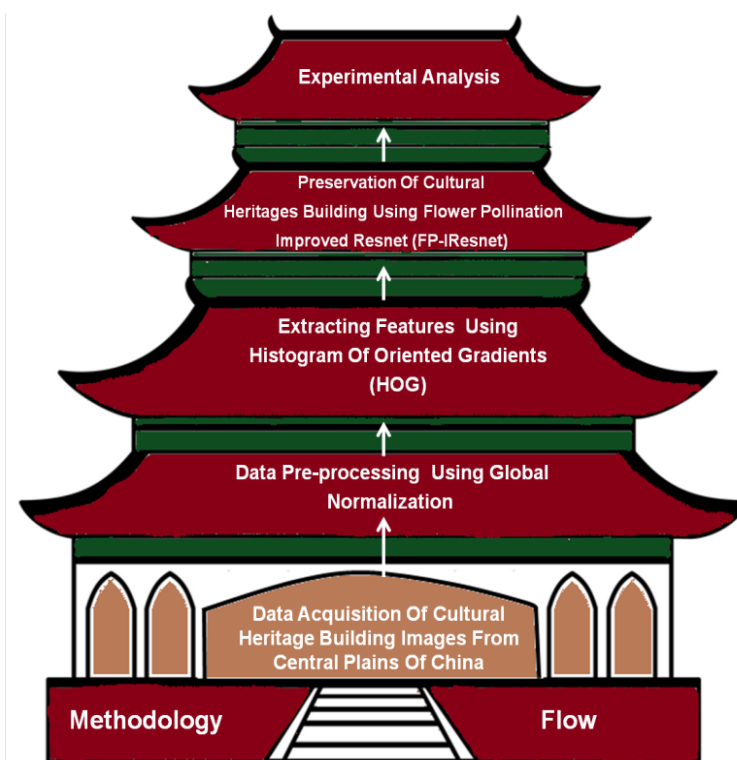 Experimental Analysis
Preservation Of Cultural
Heritages Building Using Flower Pollination
Improved Resnet (FP-IResnet)
Extracting Features Using
Histogram Of Oriented Gradients
(HOG)
Data Pre-processing Using Global
Normalization
Data Acquisition Of Cultural
Heritage Building Images From
Central Plains Of China
Methodology Flow